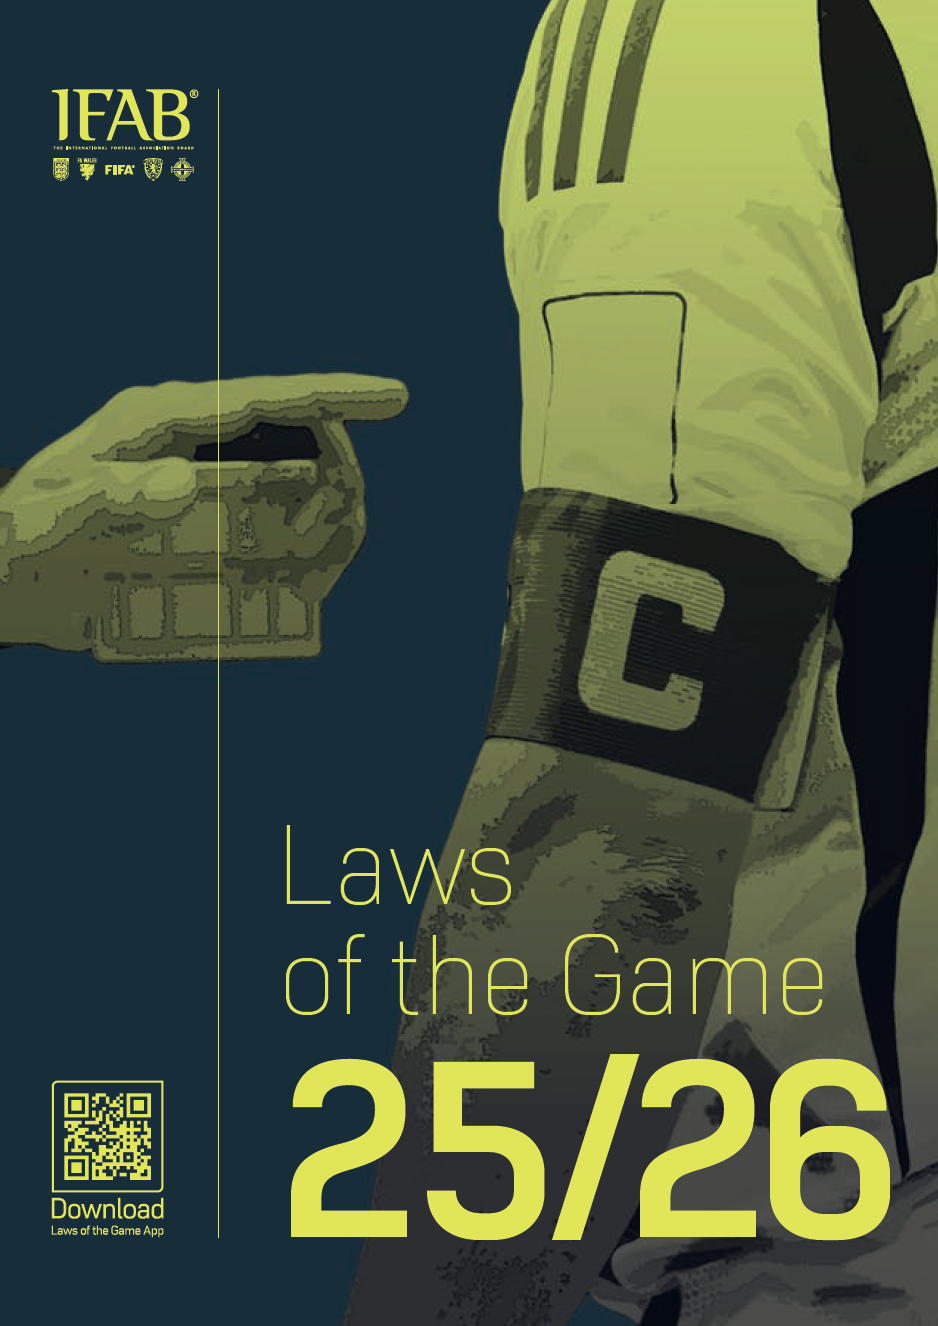 IFAB®
THE INTERNATIONAL FOOTBALL ASSOCIATION BOARD
FA WALES
FIFA®
C
Laws
of the Game
25/26
Download
Laws of the Game App